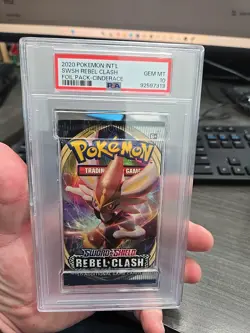 2020 POKEMON INT'L
SWSH REBEL CLASH
FOIL PACK-CINDERACE
GEM MT
10
PSA
POKéMON
TRADING CARD GAME
SWORD & SHIELD
REBEL CLASH